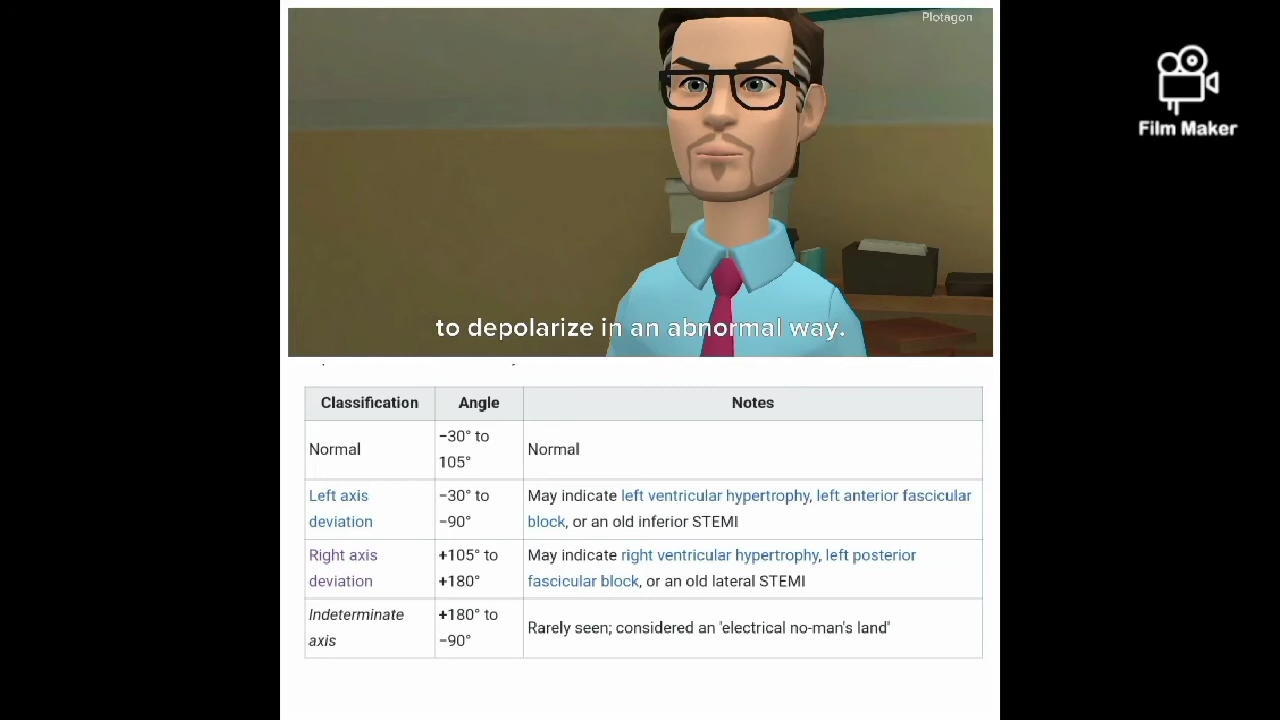 Plotagon
Film Maker
to depolarize in an abnormal way.
Classification Angle Notes
Normal −30° to 105° Normal
Left axis deviation −30° to −90° May indicate left ventricular hypertrophy, left anterior fascicular block, or an old inferior STEMI
Right axis deviation +105° to +180° May indicate right ventricular hypertrophy, left posterior fascicular block, or an old lateral STEMI
Indeterminate axis +180° to −90° Rarely seen; considered an "electrical no-man's land"